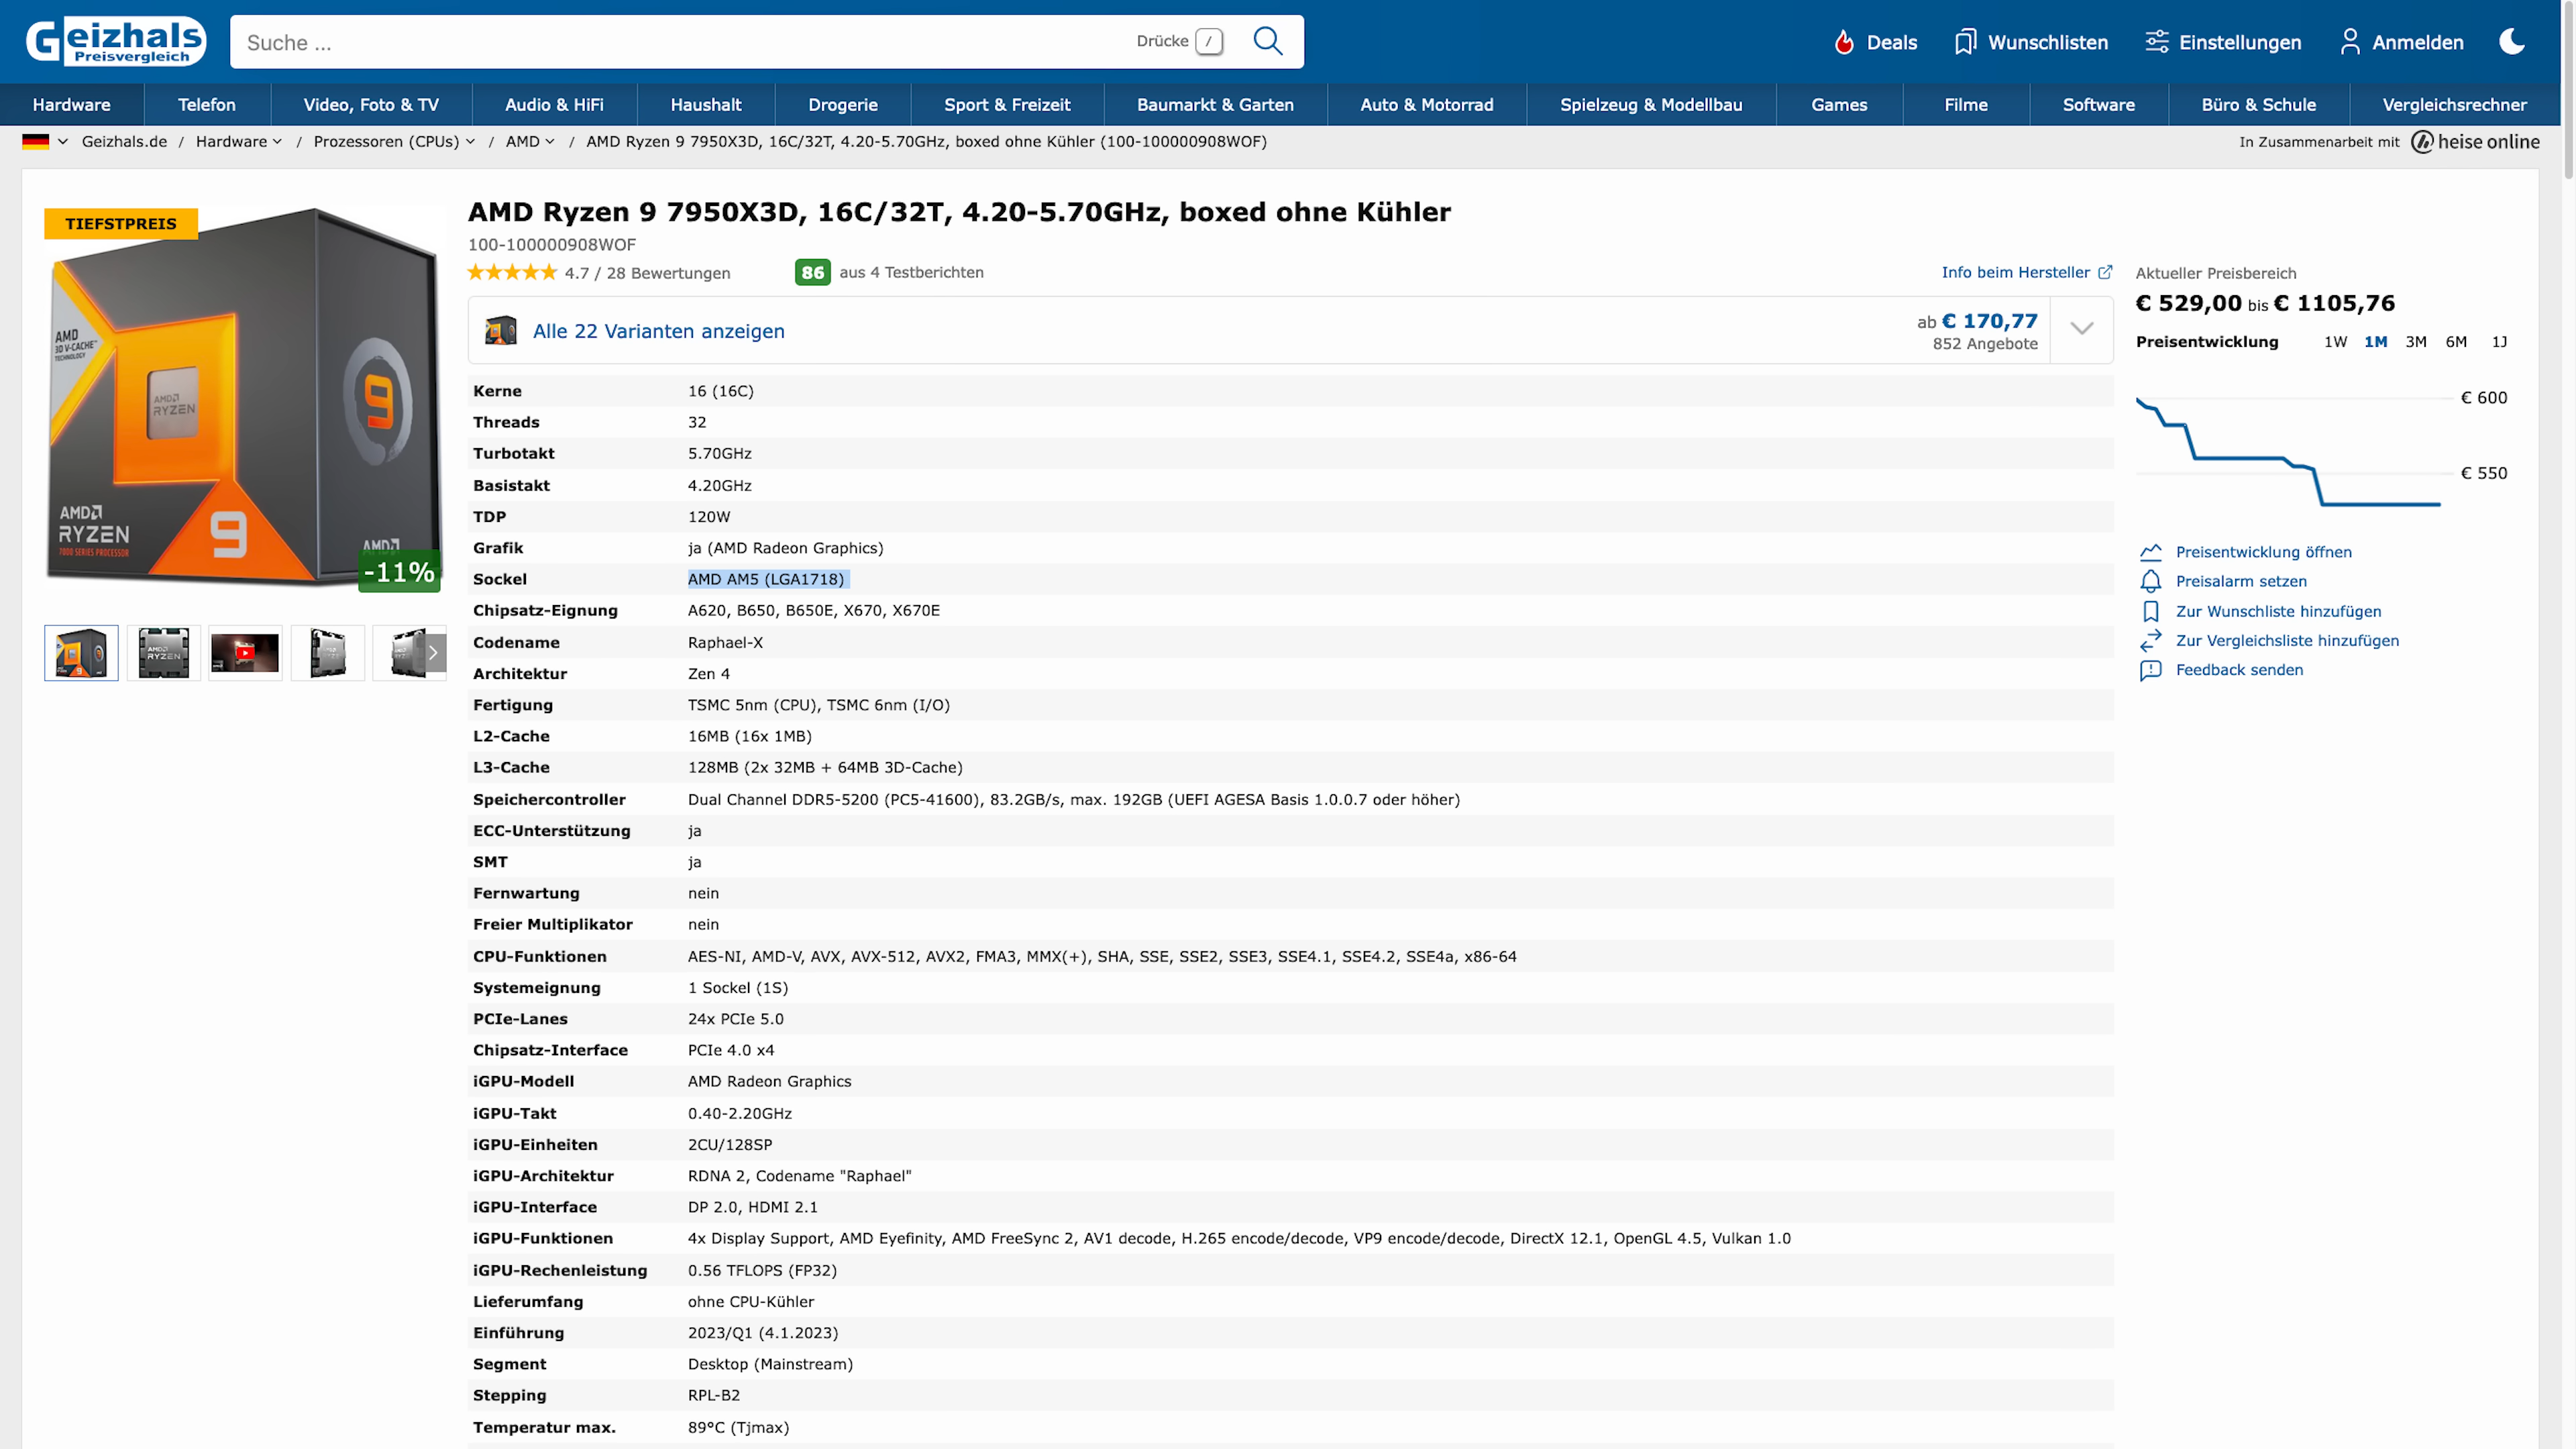 Geizhals
Preisvergleich
Suche ...
Drücke /
Deals
Wunschlisten
Einstellungen
Anmelden
Hardware
Telefon
Video, Foto & TV
Audio & HiFi
Haushalt
Drogerie
Sport & Freizeit
Baumarkt & Garten
Auto & Motorrad
Spielzeug & Modellbau
Games
Filme
Software
Büro & Schule
Vergleichsrechner
Geizhals.de / Hardware / Prozessoren (CPUs) / AMD / AMD Ryzen 9 7950X3D, 16C/32T, 4.20-5.70GHz, boxed ohne Kühler (100-100000908WOF)
In Zusammenarbeit mit heise online
TIEFSTPREIS
AMD
3D V-CACHE™
TECHNOLOGY
AMD
RYZEN
9
AMD
RYZEN
7000 SERIES PROCESSOR
9
AMD
-11%
AMD
RYZEN
AMD Ryzen 9 7950X3D, 16C/32T, 4.20-5.70GHz, boxed ohne Kühler
100-100000908WOF
4.7 / 28 Bewertungen
86 aus 4 Testberichten
Info beim Hersteller
Alle 22 Varianten anzeigen
ab € 170,77
852 Angebote
Kerne 16 (16C)
Threads 32
Turbotakt 5.70GHz
Basistakt 4.20GHz
TDP 120W
Grafik ja (AMD Radeon Graphics)
Sockel AMD AM5 (LGA1718)
Chipsatz-Eignung A620, B650, B650E, X670, X670E
Codename Raphael-X
Architektur Zen 4
Fertigung TSMC 5nm (CPU), TSMC 6nm (I/O)
L2-Cache 16MB (16x 1MB)
L3-Cache 128MB (2x 32MB + 64MB 3D-Cache)
Speichercontroller Dual Channel DDR5-5200 (PC5-41600), 83.2GB/s, max. 192GB (UEFI AGESA Basis 1.0.0.7 oder höher)
ECC-Unterstützung ja
SMT ja
Fernwartung nein
Freier Multiplikator nein
CPU-Funktionen AES-NI, AMD-V, AVX, AVX-512, AVX2, FMA3, MMX(+), SHA, SSE, SSE2, SSE3, SSE4.1, SSE4.2, SSE4a, x86-64
Systemeignung 1 Sockel (1S)
PCIe-Lanes 24x PCIe 5.0
Chipsatz-Interface PCIe 4.0 x4
iGPU-Modell AMD Radeon Graphics
iGPU-Takt 0.40-2.20GHz
iGPU-Einheiten 2CU/128SP
iGPU-Architektur RDNA 2, Codename "Raphael"
iGPU-Interface DP 2.0, HDMI 2.1
iGPU-Funktionen 4x Display Support, AMD Eyefinity, AMD FreeSync 2, AV1 decode, H.265 encode/decode, VP9 encode/decode, DirectX 12.1, OpenGL 4.5, Vulkan 1.0
iGPU-Rechenleistung 0.56 TFLOPS (FP32)
Lieferumfang ohne CPU-Kühler
Einführung 2023/Q1 (4.1.2023)
Segment Desktop (Mainstream)
Stepping RPL-B2
Temperatur max. 89°C (Tjmax)
Aktueller Preisbereich
€ 529,00 bis € 1105,76
Preisentwicklung 1W 1M 3M 6M 1J
€ 600
€ 550
Preisentwicklung öffnen
Preisalarm setzen
Zur Wunschliste hinzufügen
Zur Vergleichsliste hinzufügen
Feedback senden